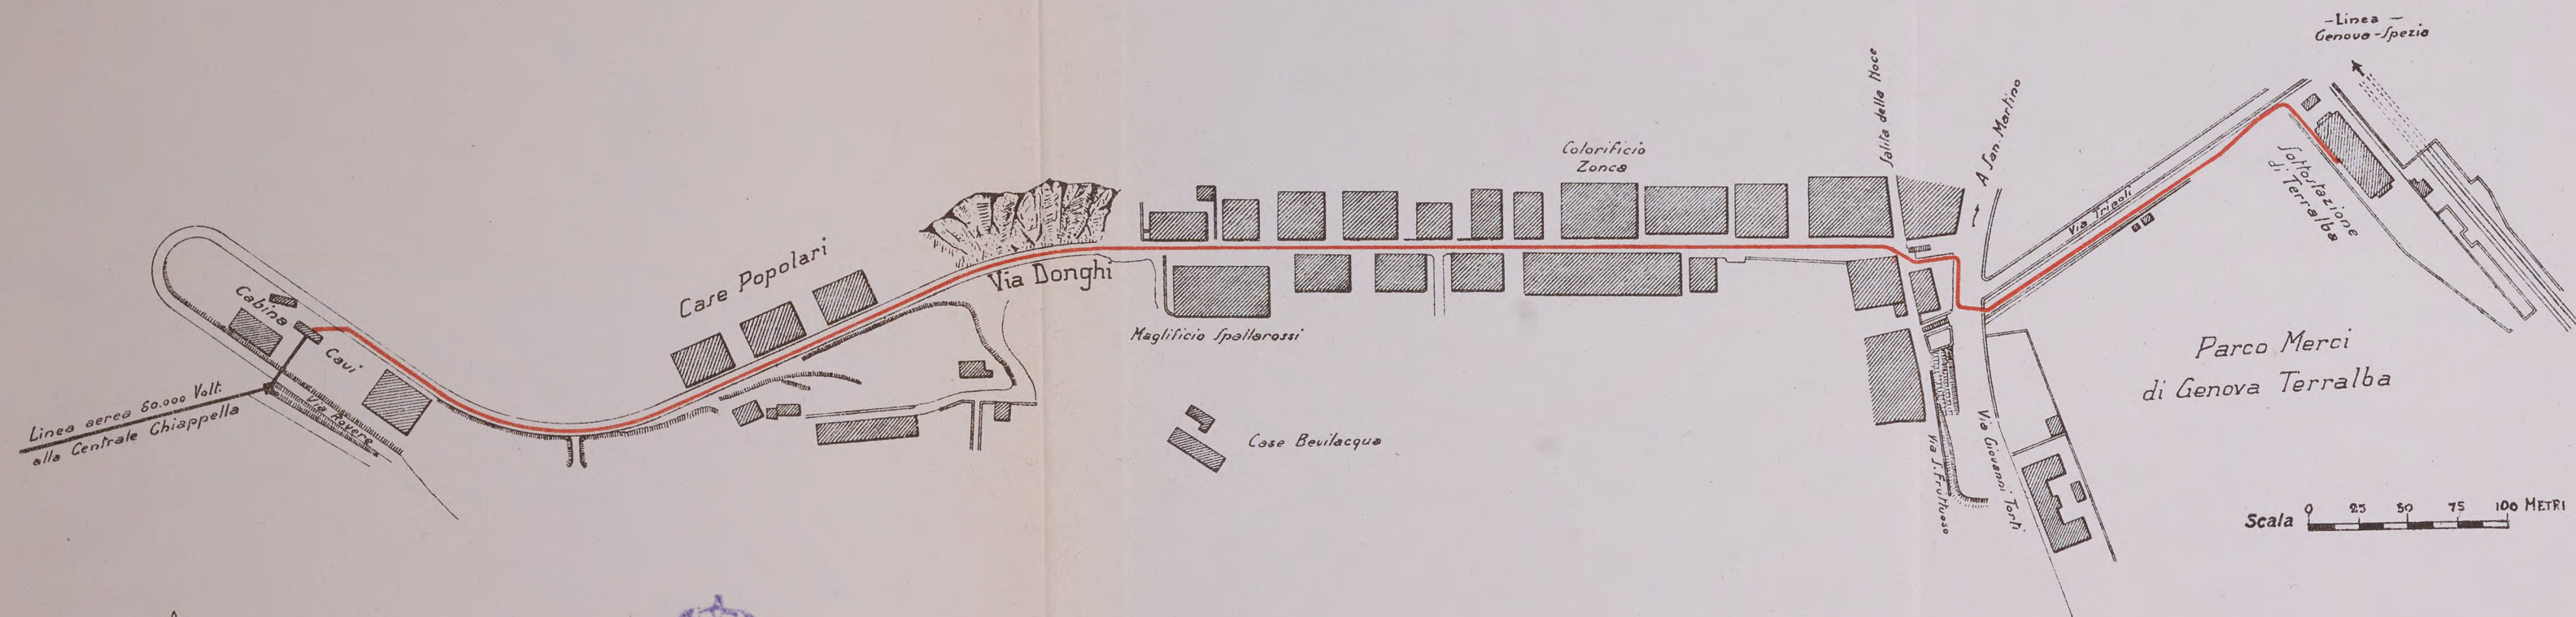 – Linea –
Genova-Spezia
Salita della Noce
A San Martino
Colorificio
Zonca
Via Tripoli
Sottostazione
di Terralba
Case Popolari
Via Donghi
Cabina
Cavi
Maglificio Spallarossi
Parco Merci
di Genova Terralba
Linea aerea 60.000 Volt.
alla Centrale Chiappella
Via Rovere
Case Bevilacqua
Via S. Fruttuoso
Via Giovanni Torti
Scala 0 25 50 75 100 METRI